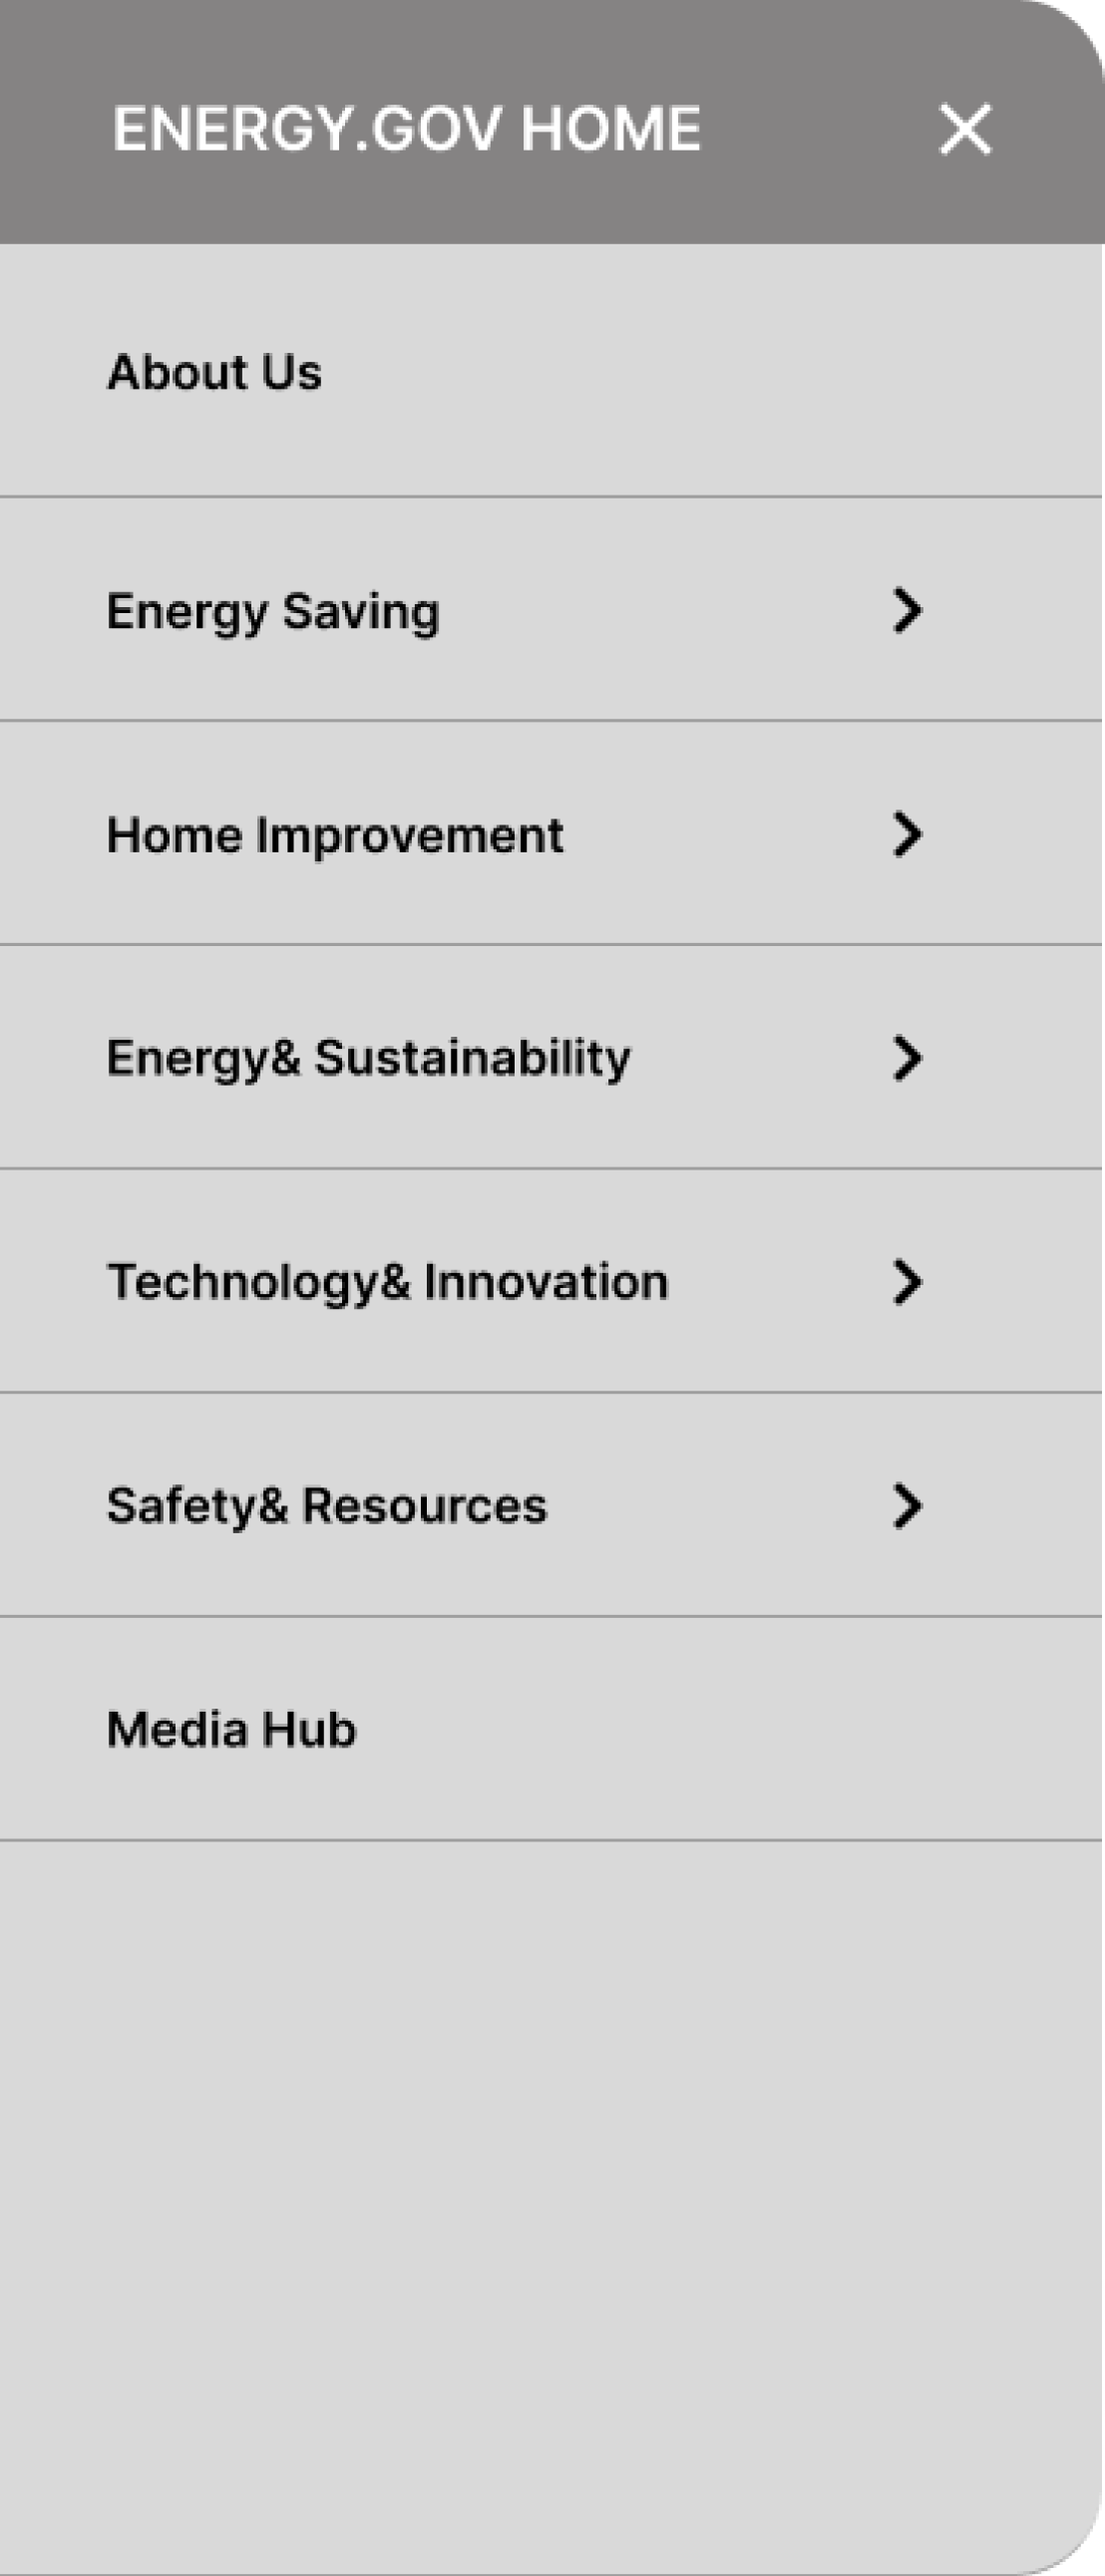 ENERGY.GOV HOME
About Us
Energy Saving
Home Improvement
Energy& Sustainability
Technology& Innovation
Safety& Resources
Media Hub